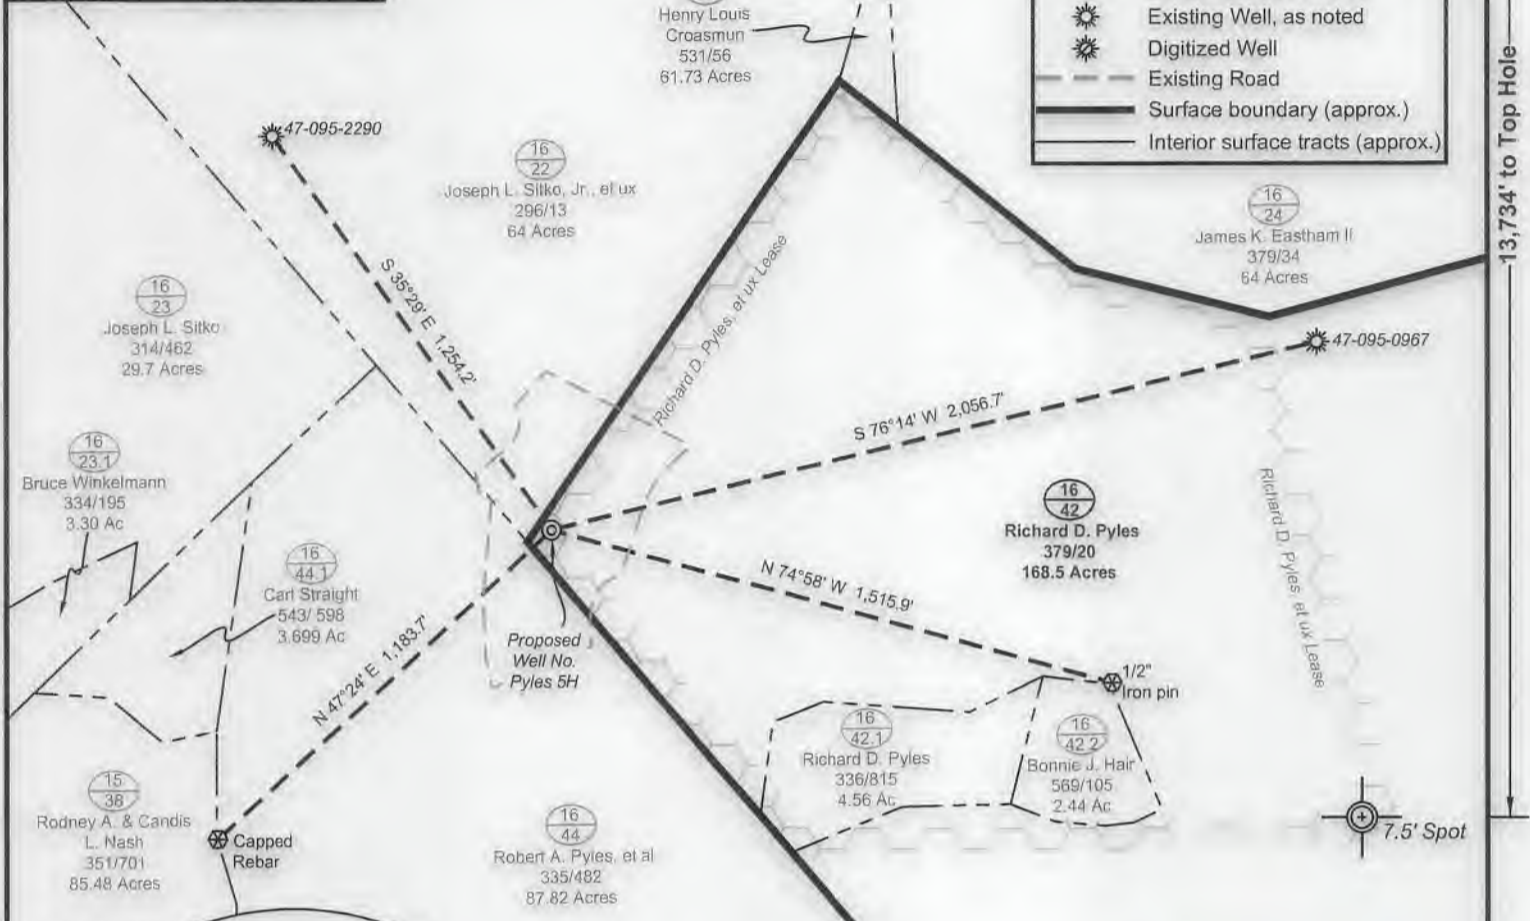 Henry Louis
Croasmun
531/56
61.73 Acres
Existing Well, as noted
Digitized Well
Existing Road
Surface boundary (approx.)
Interior surface tracts (approx.)
13,734' to Top Hole
47-095-2290
16
22
Joseph L. Sitko, Jr., et ux
296/13
64 Acres
16
24
James K. Eastham II
379/34
64 Acres
S 35°29' E 1,254.2'
Richard D. Pyles, et ux Lease
16
23
Joseph L. Sitko
314/462
29.7 Acres
47-095-0967
S 76°14' W 2,056.7'
16
23.1
Bruce Winkelmann
334/195
3.30 Ac
16
42
Richard D. Pyles
379/20
168.5 Acres
Richard D. Pyles, et ux Lease
16
44.1
Carl Straight
543/ 598
3.699 Ac
N 47°24' E 1,183.7'
N 74°58' W 1,515.9'
Proposed
Well No.
Pyles 5H
1/2"
Iron pin
16
42.1
Richard D. Pyles
336/815
4.56 Ac
16
42.2
Bonnie J. Hair
569/105
2.44 Ac
15
38
Rodney A. & Candis
L. Nash
351/701
85.48 Acres
Capped
Rebar
16
44
Robert A. Pyles, et al
335/482
87.82 Acres
7.5' Spot